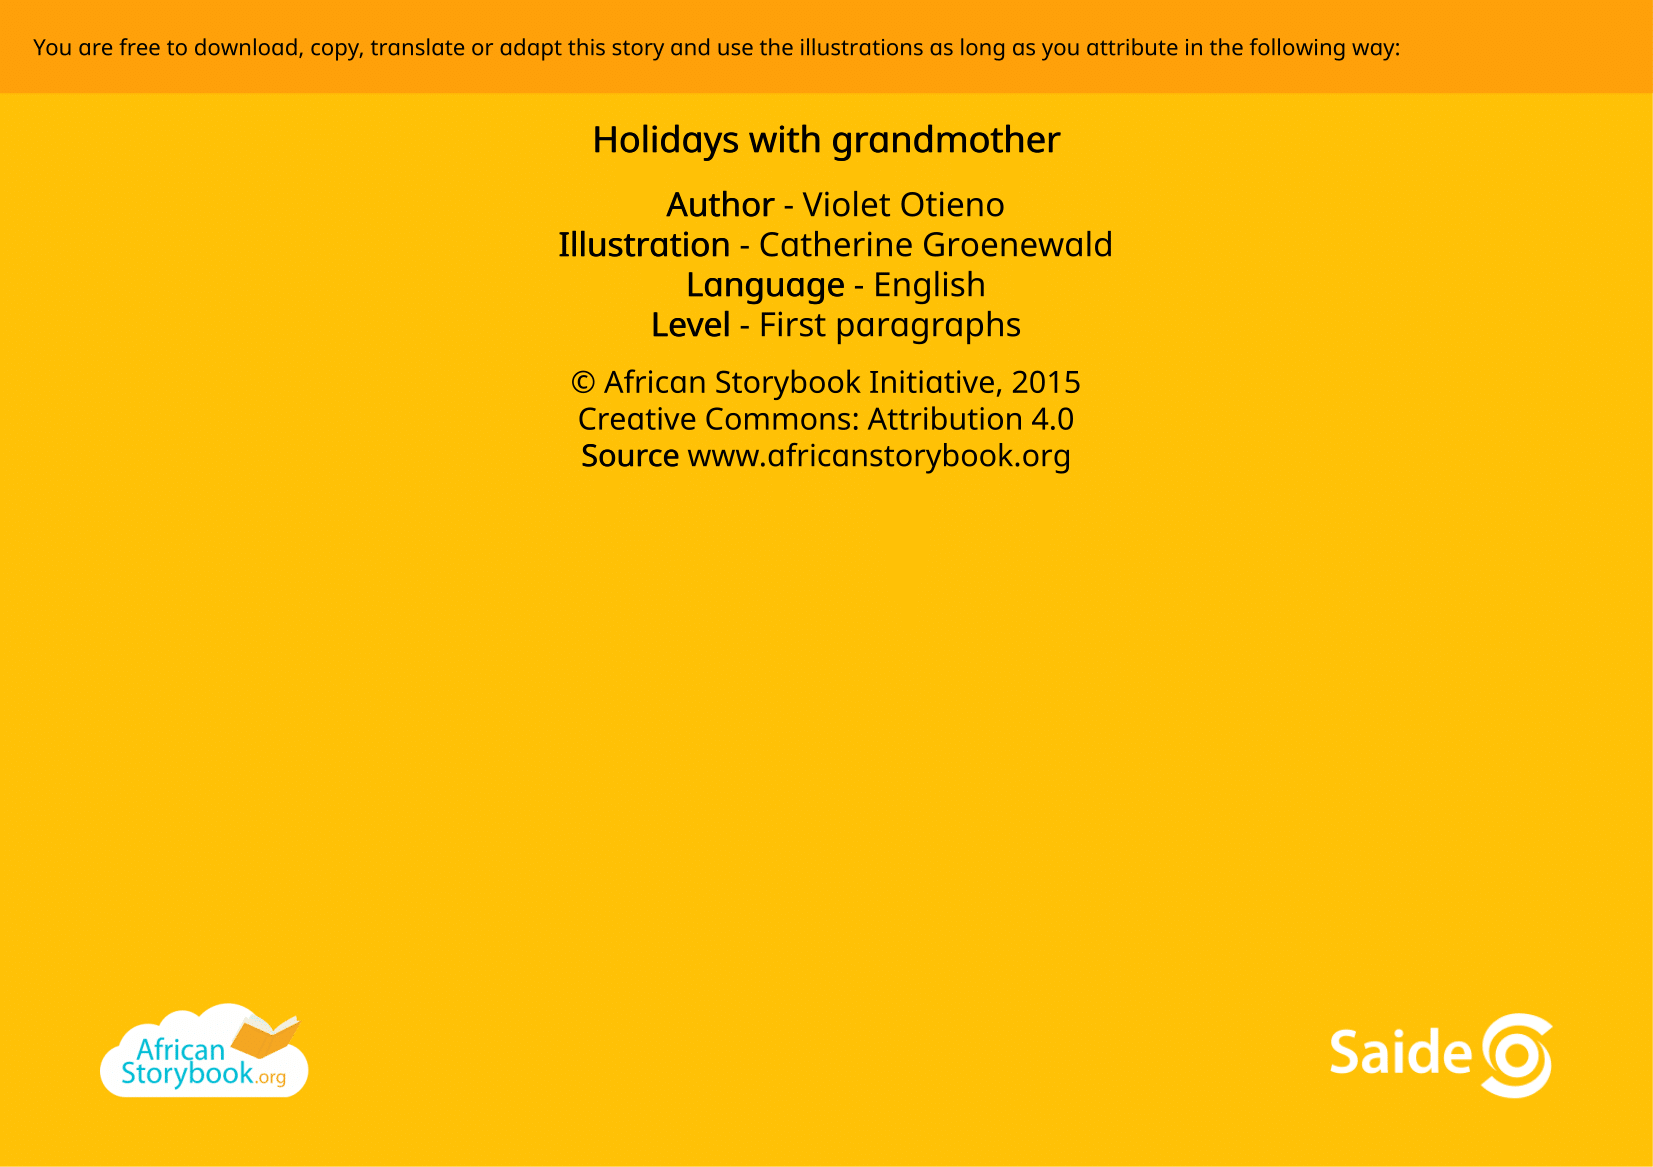 You are free to download, copy, translate or adapt this story and use the illustrations as long as you attribute in the following way:
Holidays with grandmother
Author - Violet Otieno
Illustration - Catherine Groenewald
Language - English
Level - First paragraphs
© African Storybook Initiative, 2015
Creative Commons: Attribution 4.0
Source www.africanstorybook.org
African
Storybook.org
Saide